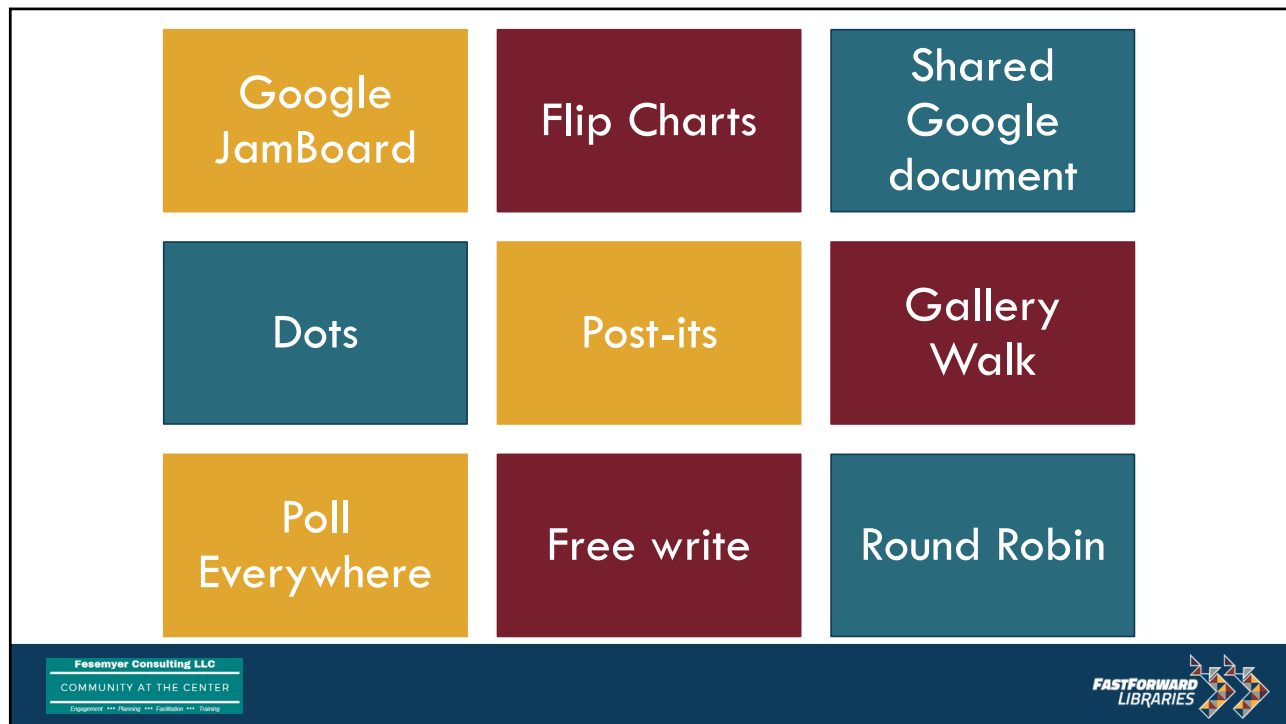 Google
JamBoard
Flip Charts
Shared
Google
document
Dots
Post-its
Gallery
Walk
Poll
Everywhere
Free write
Round Robin
Fesemyer Consulting LLC
COMMUNITY AT THE CENTER
Engagement *** Planning *** Facilitation *** Training
FASTFORWARD
LIBRARIES